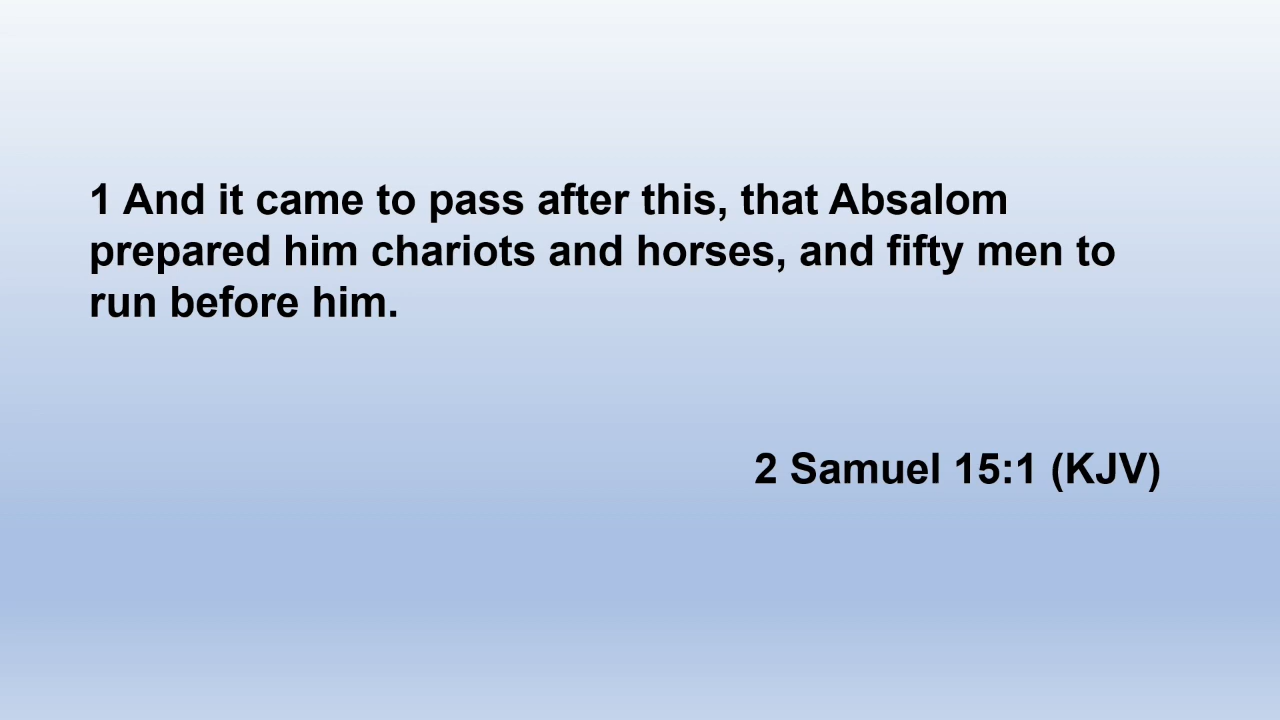 1 And it came to pass after this, that Absalom
prepared him chariots and horses, and fifty men to
run before him.
2 Samuel 15:1 (KJV)